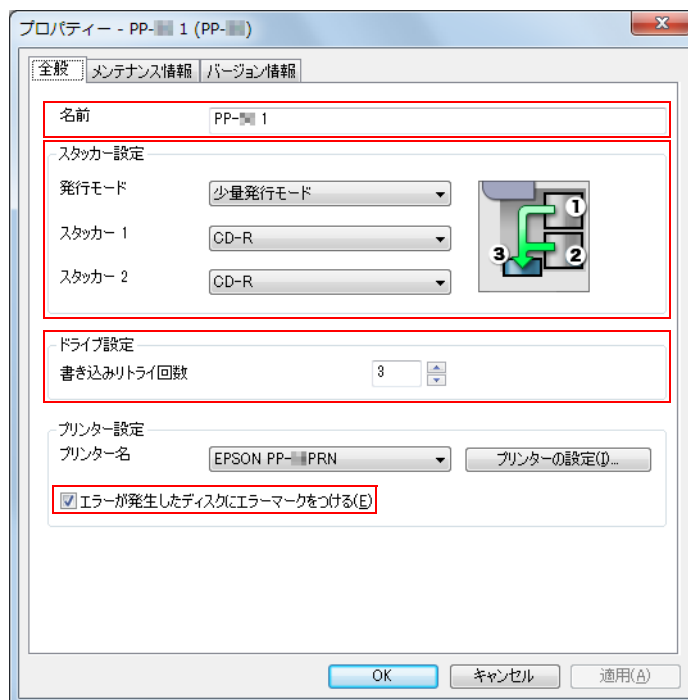 プロパティー - PP- 1 (PP- )
全般 メンテナンス情報 バージョン情報
名前 PP- 1
スタッカー設定
発行モード 少量発行モード
スタッカー 1 CD-R
スタッカー 2 CD-R
1
2
3
ドライブ設定
書き込みリトライ回数 3
プリンター設定
プリンター名 EPSON PP- PRN プリンターの設定(I)...
エラーが発生したディスクにエラーマークをつける(E)
OK キャンセル 適用(A)